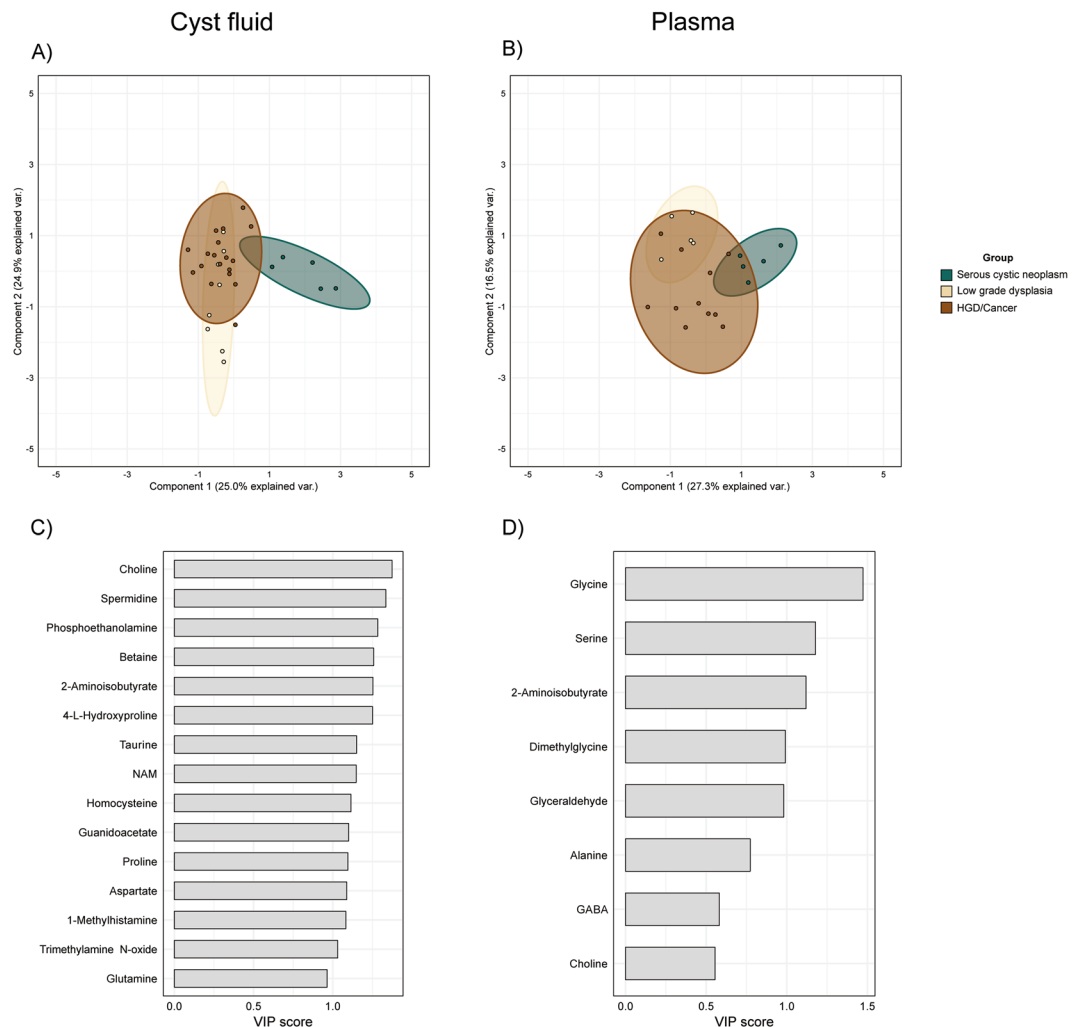 Cyst fluid
Plasma
A)
B)
5
3
1
-1
-3
-5
Component 2 (24.9% explained var.)
-5
-3
-1
1
3
5
Component 1 (25.0% explained var.)
5
3
1
-1
-3
-5
Component 2 (16.5% explained var.)
-5
-3
-1
1
3
5
Component 1 (27.3% explained var.)
Group
Serous cystic neoplasm
Low grade dysplasia
HGD/Cancer
C)
Choline
Spermidine
Phosphoethanolamine
Betaine
2-Aminoisobutyrate
4-L-Hydroxyproline
Taurine
NAM
Homocysteine
Guanidoacetate
Proline
Aspartate
1-Methylhistamine
Trimethylamine N-oxide
Glutamine
0.0
0.5
1.0
VIP score
D)
Glycine
Serine
2-Aminoisobutyrate
Dimethylglycine
Glyceraldehyde
Alanine
GABA
Choline
0.0
0.5
1.0
1.5
VIP score